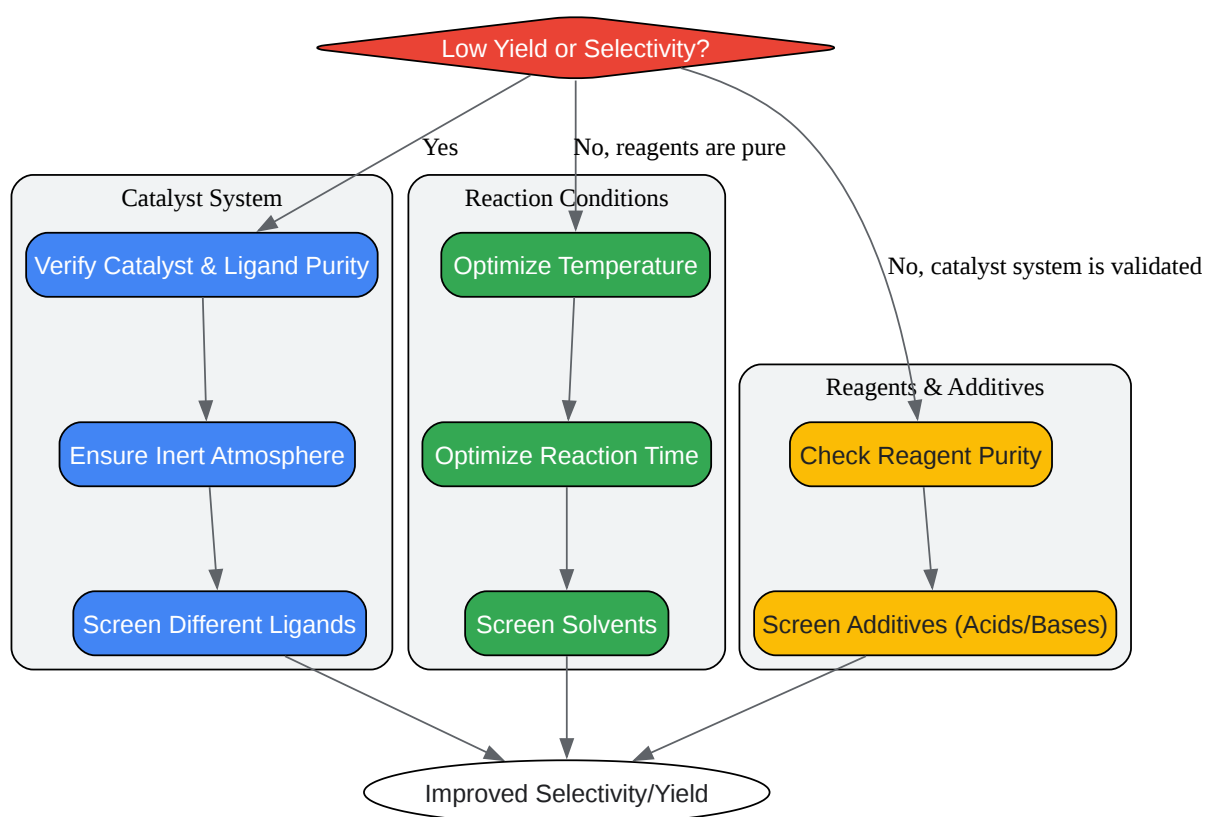 Low Yield or Selectivity?
Yes
No, reagents are pure
No, catalyst system is validated
Catalyst System
Verify Catalyst & Ligand Purity
Ensure Inert Atmosphere
Screen Different Ligands
Reaction Conditions
Optimize Temperature
Optimize Reaction Time
Screen Solvents
Reagents & Additives
Check Reagent Purity
Screen Additives (Acids/Bases)
Improved Selectivity/Yield